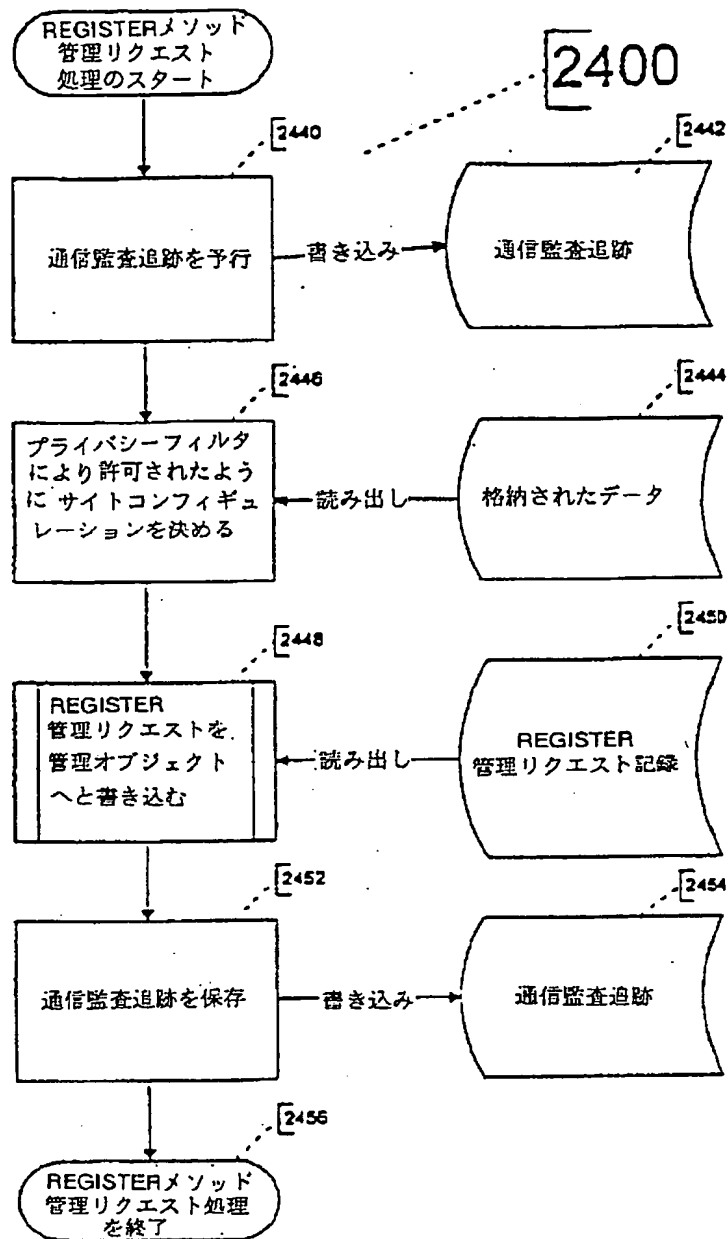 REGISTERメソッド
管理リクエスト
処理のスタート
2400
2440
2442
通信監査追跡を予行
書き込み
通信監査追跡
2446
2444
プライバシーフィルタ
により許可されたよう
にサイトコンフィギュ
レーションを決める
読み出し
格納されたデータ
2448
2450
REGISTER
管理リクエストを
管理オブジェクト
へと書き込む
読み出し
REGISTER
管理リクエスト記録
2452
2454
通信監査追跡を保存
書き込み
通信監査追跡
2456
REGISTERメソッド
管理リクエスト処理
を終了